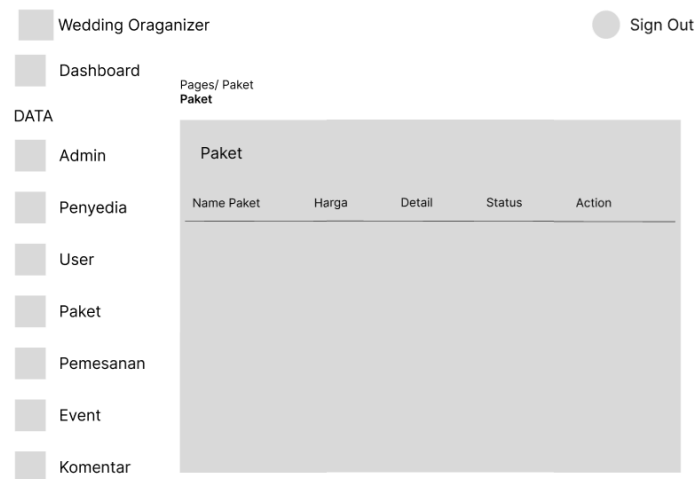 Wedding Oraganizer
Sign Out
Dashboard
Pages/ Paket
Paket
DATA
Admin
Penyedia
User
Paket
Pemesanan
Event
Komentar
Paket
Name Paket Harga Detail Status Action